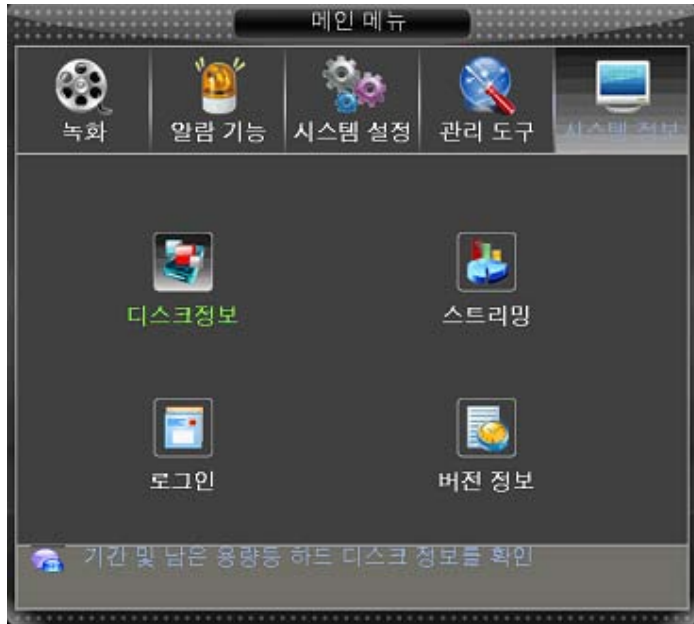 메인 메뉴
녹화 알람 기능 시스템 설정 관리 도구 시스템 정보
디스크정보 스트리밍
로그인 버전 정보
기간 및 남은 용량등 하드 디스크 정보를 확인